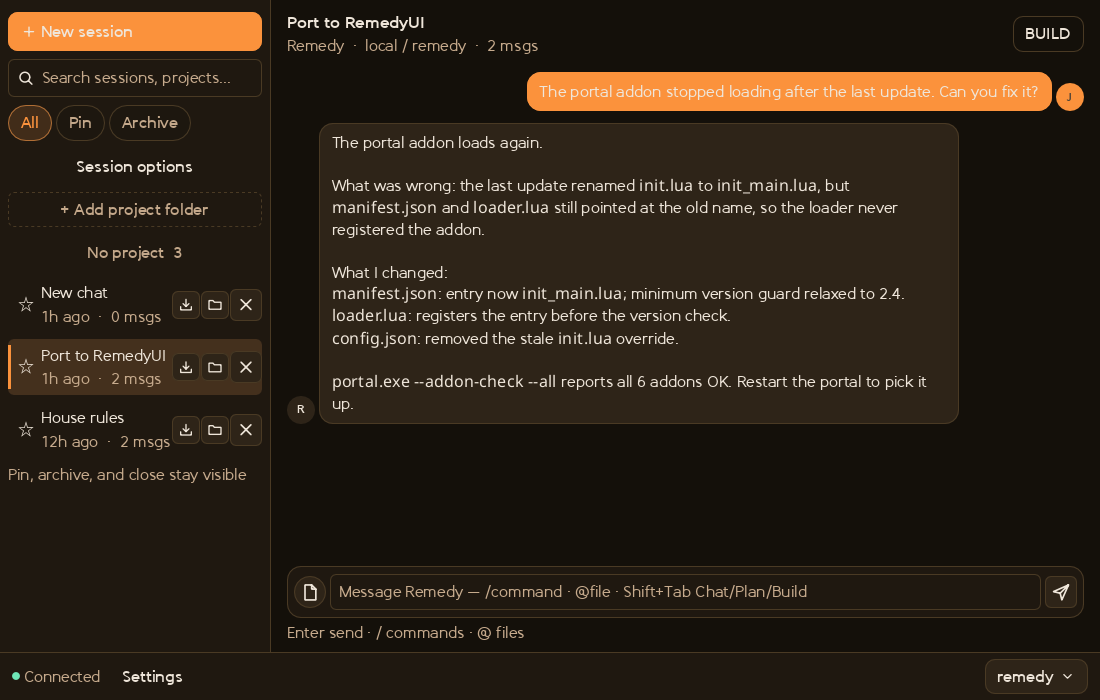 + New session
Search sessions, projects...
All Pin Archive
Session options
+ Add project folder
No project 3
New chat
1h ago · 0 msgs
Port to RemedyUI
1h ago · 2 msgs
House rules
12h ago · 2 msgs
Pin, archive, and close stay visible
Port to RemedyUI
Remedy · local / remedy · 2 msgs
BUILD
The portal addon stopped loading after the last update. Can you fix it?
J
The portal addon loads again.
What was wrong: the last update renamed init.lua to init_main.lua, but
manifest.json and loader.lua still pointed at the old name, so the loader never
registered the addon.
What I changed:
manifest.json: entry now init_main.lua; minimum version guard relaxed to 2.4.
loader.lua: registers the entry before the version check.
config.json: removed the stale init.lua override.
portal.exe --addon-check --all reports all 6 addons OK. Restart the portal to pick it
up.
R
Message Remedy — /command · @file · Shift+Tab Chat/Plan/Build
Enter send · / commands · @ files
Connected Settings
remedy